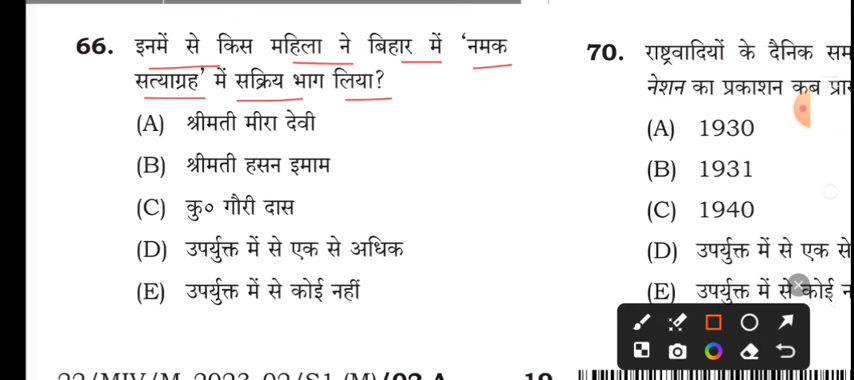 66. इनमें से किस महिला ने बिहार में ‘नमक
सत्याग्रह’ में सक्रिय भाग लिया?
(A) श्रीमती मीरा देवी
(B) श्रीमती हसन इमाम
(C) कु० गौरी दास
(D) उपर्युक्त में से एक से अधिक
(E) उपर्युक्त में से कोई नहीं
70. राष्ट्रवादियों के दैनिक सम
नेशन का प्रकाशन कब प्रा
(A) 1930
(B) 1931
(C) 1940
(D) उपर्युक्त में से एक से
(E) उपर्युक्त में से कोई न
19